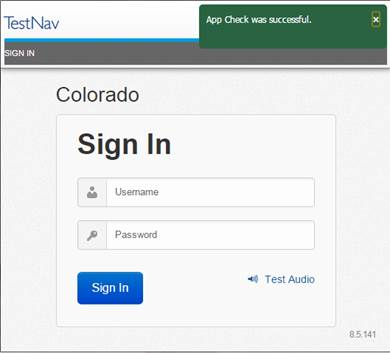 TestNav
App Check was successful.
×
SIGN IN
Colorado
Sign In
Username
Password
Sign In
Test Audio
8.5.141